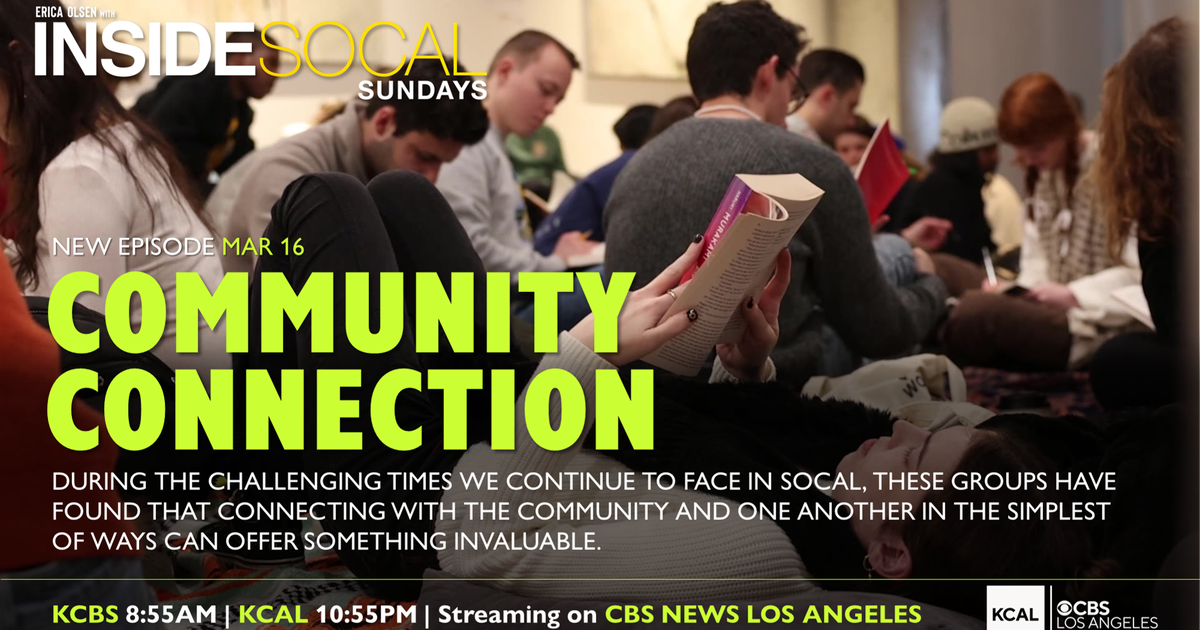 ERICA OLSEN WITH
INSIDESOCAL
SUNDAYS
NEW EPISODE MAR 16
COMMUNITY
CONNECTION
DURING THE CHALLENGING TIMES WE CONTINUE TO FACE IN SOCAL, THESE GROUPS HAVE
FOUND THAT CONNECTING WITH THE COMMUNITY AND ONE ANOTHER IN THE SIMPLEST
OF WAYS CAN OFFER SOMETHING INVALUABLE.
KCBS 8:55AM | KCAL 10:55PM | Streaming on CBS NEWS LOS ANGELES
KCAL
CBS
LOS ANGELES
MURAKAMI